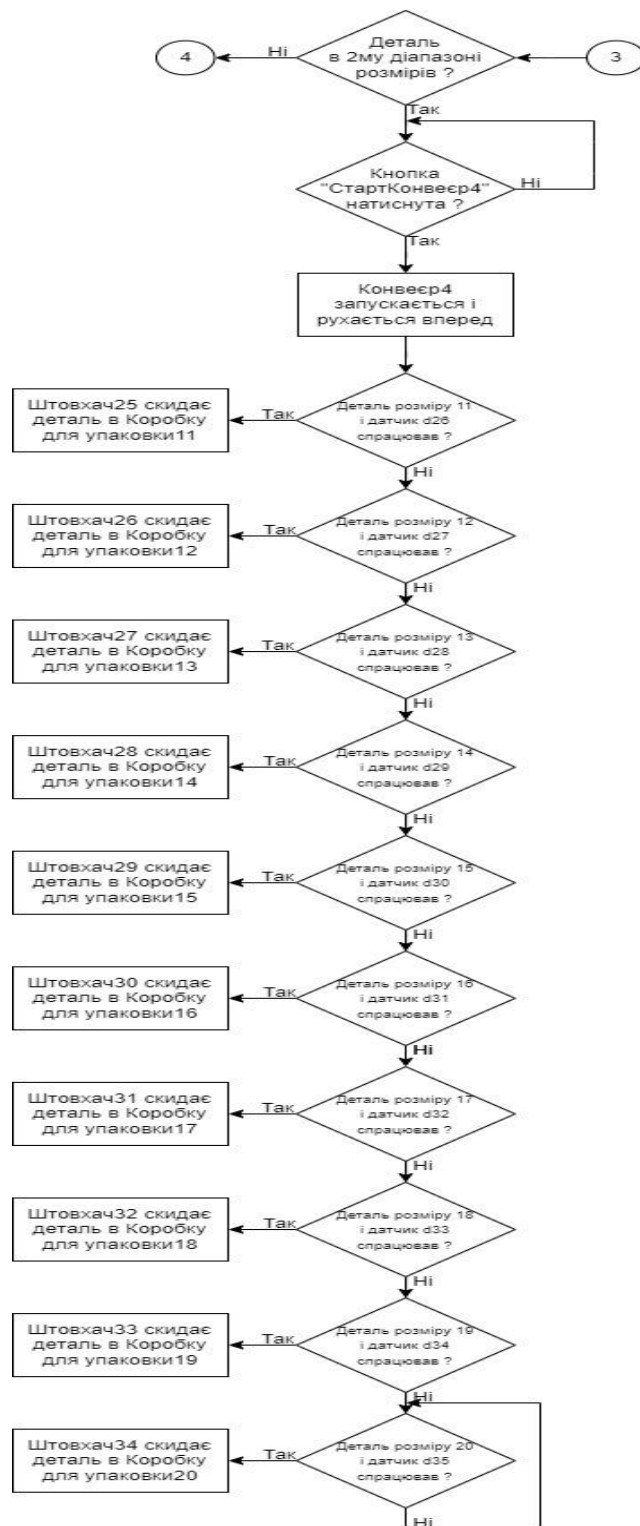 4
Ні
Деталь
в 2му діапазоні
розмірів ?
3
Так
Кнопка
"СтартКонвеєр4"
натиснута ?
Ні
Так
Конвеєр4
запускається і
рухається вперед
Штовхач25 скидає
деталь в Коробку
для упаковки11
Так
Деталь розміру 11
і датчик d26
спрацював ?
Ні
Штовхач26 скидає
деталь в Коробку
для упаковки12
Так
Деталь розміру 12
і датчик d27
спрацював ?
Ні
Штовхач27 скидає
деталь в Коробку
для упаковки13
Так
Деталь розміру 13
і датчик d28
спрацював ?
Ні
Штовхач28 скидає
деталь в Коробку
для упаковки14
Так
Деталь розміру 14
і датчик d29
спрацював ?
Ні
Штовхач29 скидає
деталь в Коробку
для упаковки15
Так
Деталь розміру 15
і датчик d30
спрацював ?
Ні
Штовхач30 скидає
деталь в Коробку
для упаковки16
Так
Деталь розміру 16
і датчик d31
спрацював ?
Ні
Штовхач31 скидає
деталь в Коробку
для упаковки17
Так
Деталь розміру 17
і датчик d32
спрацював ?
Ні
Штовхач32 скидає
деталь в Коробку
для упаковки18
Так
Деталь розміру 18
і датчик d33
спрацював ?
Ні
Штовхач33 скидає
деталь в Коробку
для упаковки19
Так
Деталь розміру 19
і датчик d34
спрацював ?
Ні
Штовхач34 скидає
деталь в Коробку
для упаковки20
Так
Деталь розміру 20
і датчик d35
спрацював ?
Ні